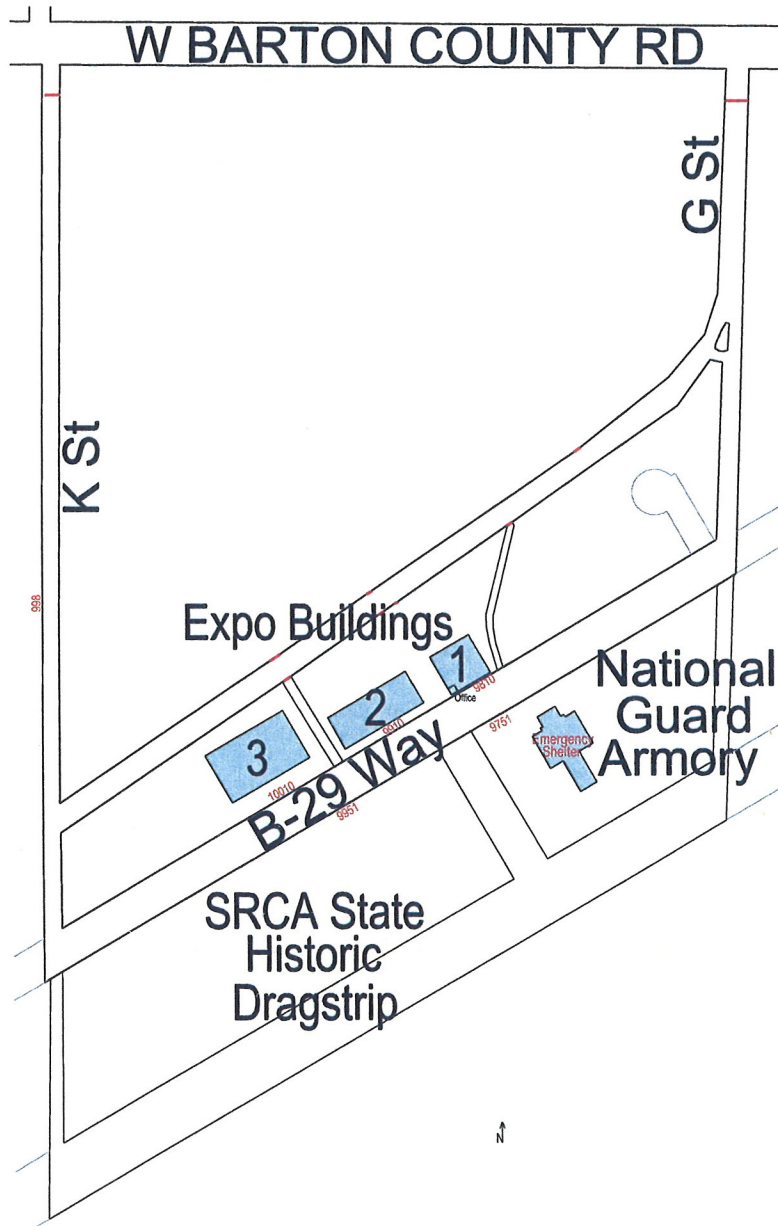 W BARTON COUNTY RD
G St
K St
998
Expo Buildings
1
9810
Office
2
9910
3
10010
B-29 Way
9951
9751
National
Guard
Armory
Emergency
Shelter
SRCA State
Historic
Dragstrip
N